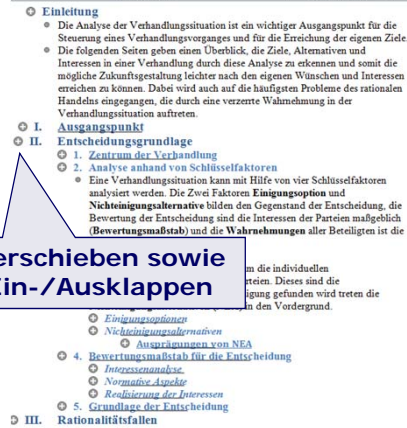 Einleitung
Die Analyse der Verhandlungssituation ist ein wichtiger Ausgangspunkt für die
Steuerung eines Verhandlungsvorganges und für die Erreichung der eigenen Ziele.
Die folgenden Seiten geben einen Überblick, die Ziele, Alternativen und
Interessen in einer Verhandlung durch diese Analyse zu erkennen und somit die
mögliche Zukunftsgestaltung leichter nach den eigenen Wünschen und Interessen
erreichen zu können. Dabei wird auch auf die häufigsten Probleme des rationalen
Handelns eingegangen, die durch eine verzerrte Wahrnehmung in der
Verhandlungssituation auftreten.
I. Ausgangspunkt
II. Entscheidungsgrundlage
1. Zentrum der Verhandlung
2. Analyse anhand von Schlüsselfaktoren
Eine Verhandlungssituation kann mit Hilfe von vier Schlüsselfaktoren
analysiert werden. Die Zwei Faktoren Einigungsoption und
Nichteinigungsalternative bilden den Gegenstand der Entscheidung, die
Bewertung der Entscheidung sind die Interessen der Parteien maßgeblich
(Bewertungsmaßstab) und die Wahrnehmungen aller Beteiligten ist die
erschieben sowie
in-/Ausklappen
m die individuellen
rteien. Dieses sind die
igung gefunden wird treten die
in den Vordergrund.
Einigungsoptionen
Nichteinigungsalternativen
Ausprägungen von NEA
4. Bewertungsmaßstab für die Entscheidung
Interessenanalyse
Normative Aspekte
Realisierung der Interessen
5. Grundlage der Entscheidung
III. Rationalitätsfallen